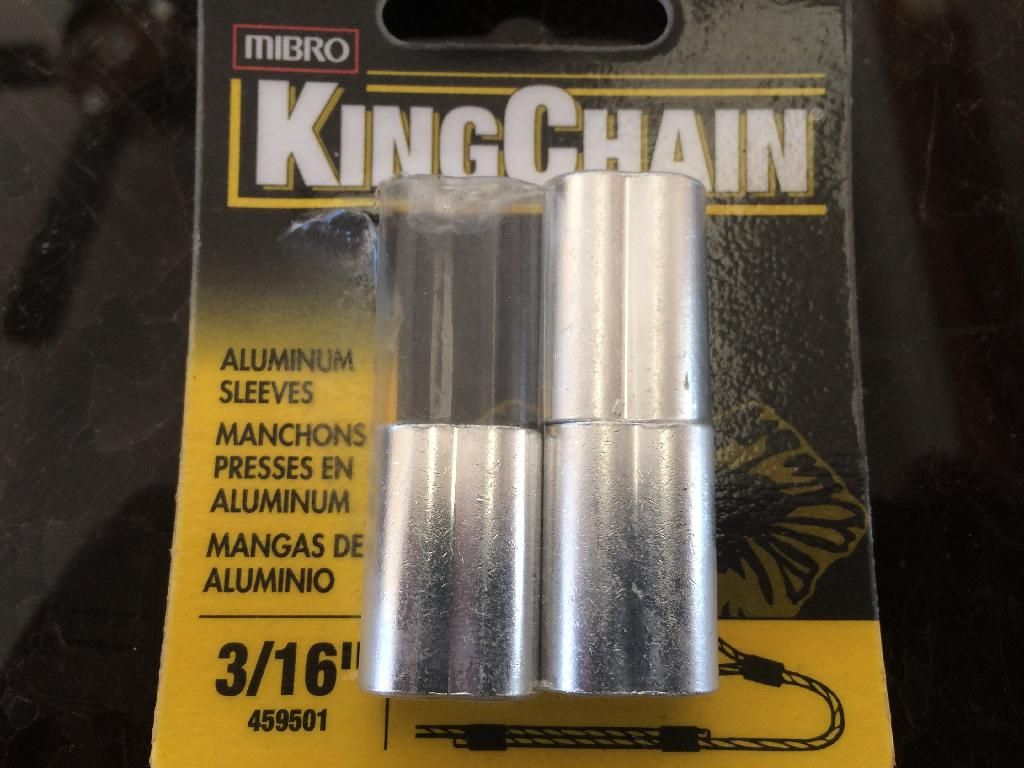 MIBRO
KINGCHAIN®
ALUMINUM
SLEEVES
MANCHONS
PRESSES EN
ALUMINUM
MANGAS DE
ALUMINIO
3/16"
459501